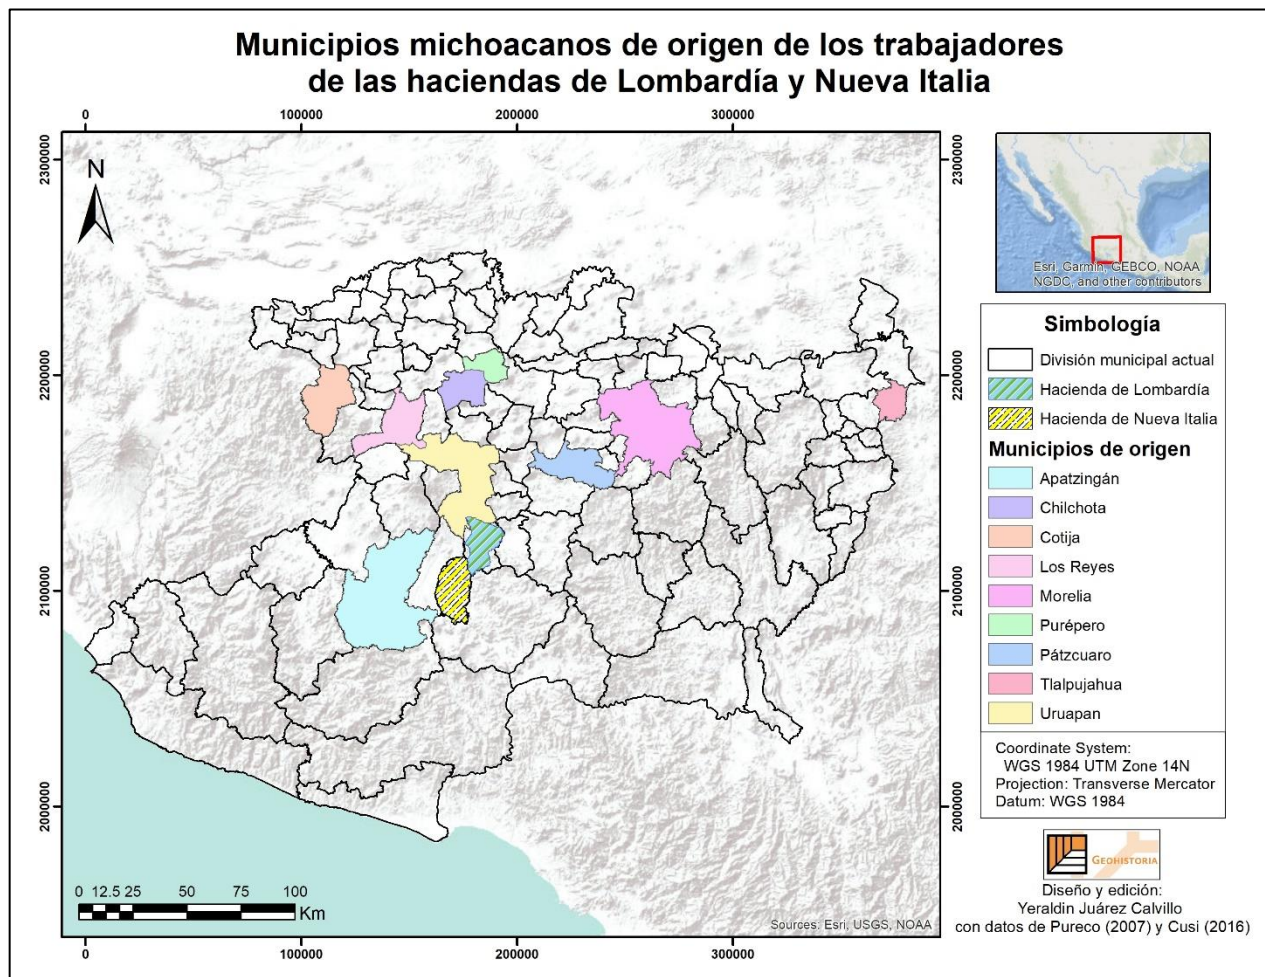 Municipios michoacanos de origen de los trabajadores
de las haciendas de Lombardía y Nueva Italia
0 100000 200000 300000
2300000
2200000
2100000
2000000
N
2300000
2200000
2100000
2000000
0 12.5 25 50 75 100
Km
Sources: Esri, USGS, NOAA
0 100000 200000 300000
Esri, Garmin, GEBCO, NOAA
NGDC, and other contributors
Simbología
División municipal actual
Hacienda de Lombardía
Hacienda de Nueva Italia
Municipios de origen
Apatzingán
Chilchota
Cotija
Los Reyes
Morelia
Purépero
Pátzcuaro
Tlalpujahua
Uruapan
Coordinate System:
WGS 1984 UTM Zone 14N
Projection: Transverse Mercator
Datum: WGS 1984
GEOHISTORIA
Diseño y edición:
Yeraldin Juárez Calvillo
con datos de Pureco (2007) y Cusi (2016)